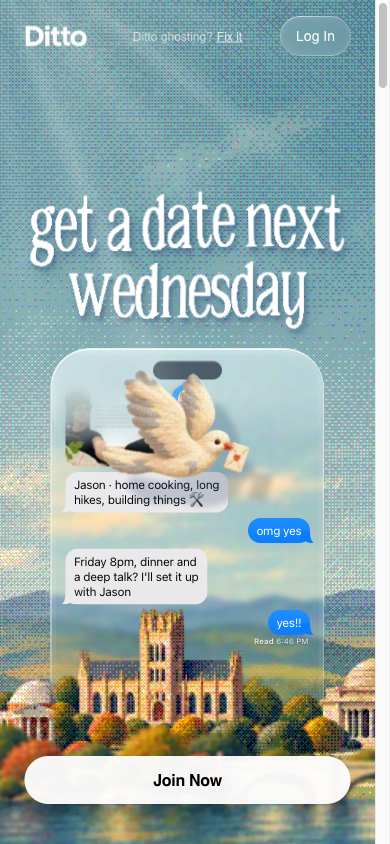 Ditto
Ditto ghosting? Fix it
Log In
get a date next
wednesday
Jason · home cooking, long
hikes, building things 🛠️
omg yes
Friday 8pm, dinner and
a deep talk? I'll set it up
with Jason
yes!!
Read 6:46 PM
Join Now